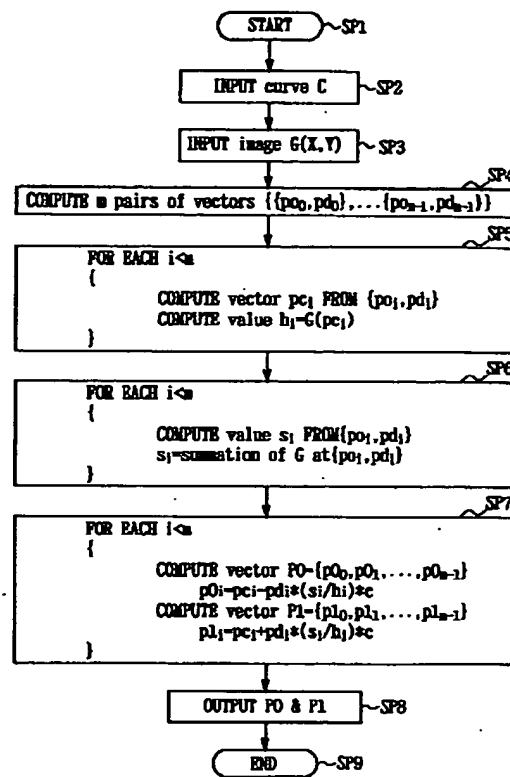 START SP1
INPUT curve C SP2
INPUT image G(X,Y) SP3
SP4
COMPUTE m pairs of vectors {{po₀,pd₀},...{poₘ₋₁,pdₘ₋₁}}
SP5
FOR EACH i<m
{
COMPUTE vector pcᵢ FROM {poᵢ,pdᵢ}
COMPUTE value hᵢ=G(pcᵢ)
}
SP6
FOR EACH i<m
{
COMPUTE value sᵢ FROM{poᵢ,pdᵢ}
sᵢ=summation of G at{poᵢ,pdᵢ}
}
SP7
FOR EACH i<m
{
COMPUTE vector P0={p0₀,p0₁,...,p0ₘ₋₁}
p0ᵢ=pcᵢ-pdᵢ*(sᵢ/hᵢ)*c
COMPUTE vector P1={p1₀,p1₁,...,p1ₘ₋₁}
p1ᵢ=pcᵢ+pdᵢ*(sᵢ/hᵢ)*c
}
OUTPUT P0 & P1 SP8
END SP9